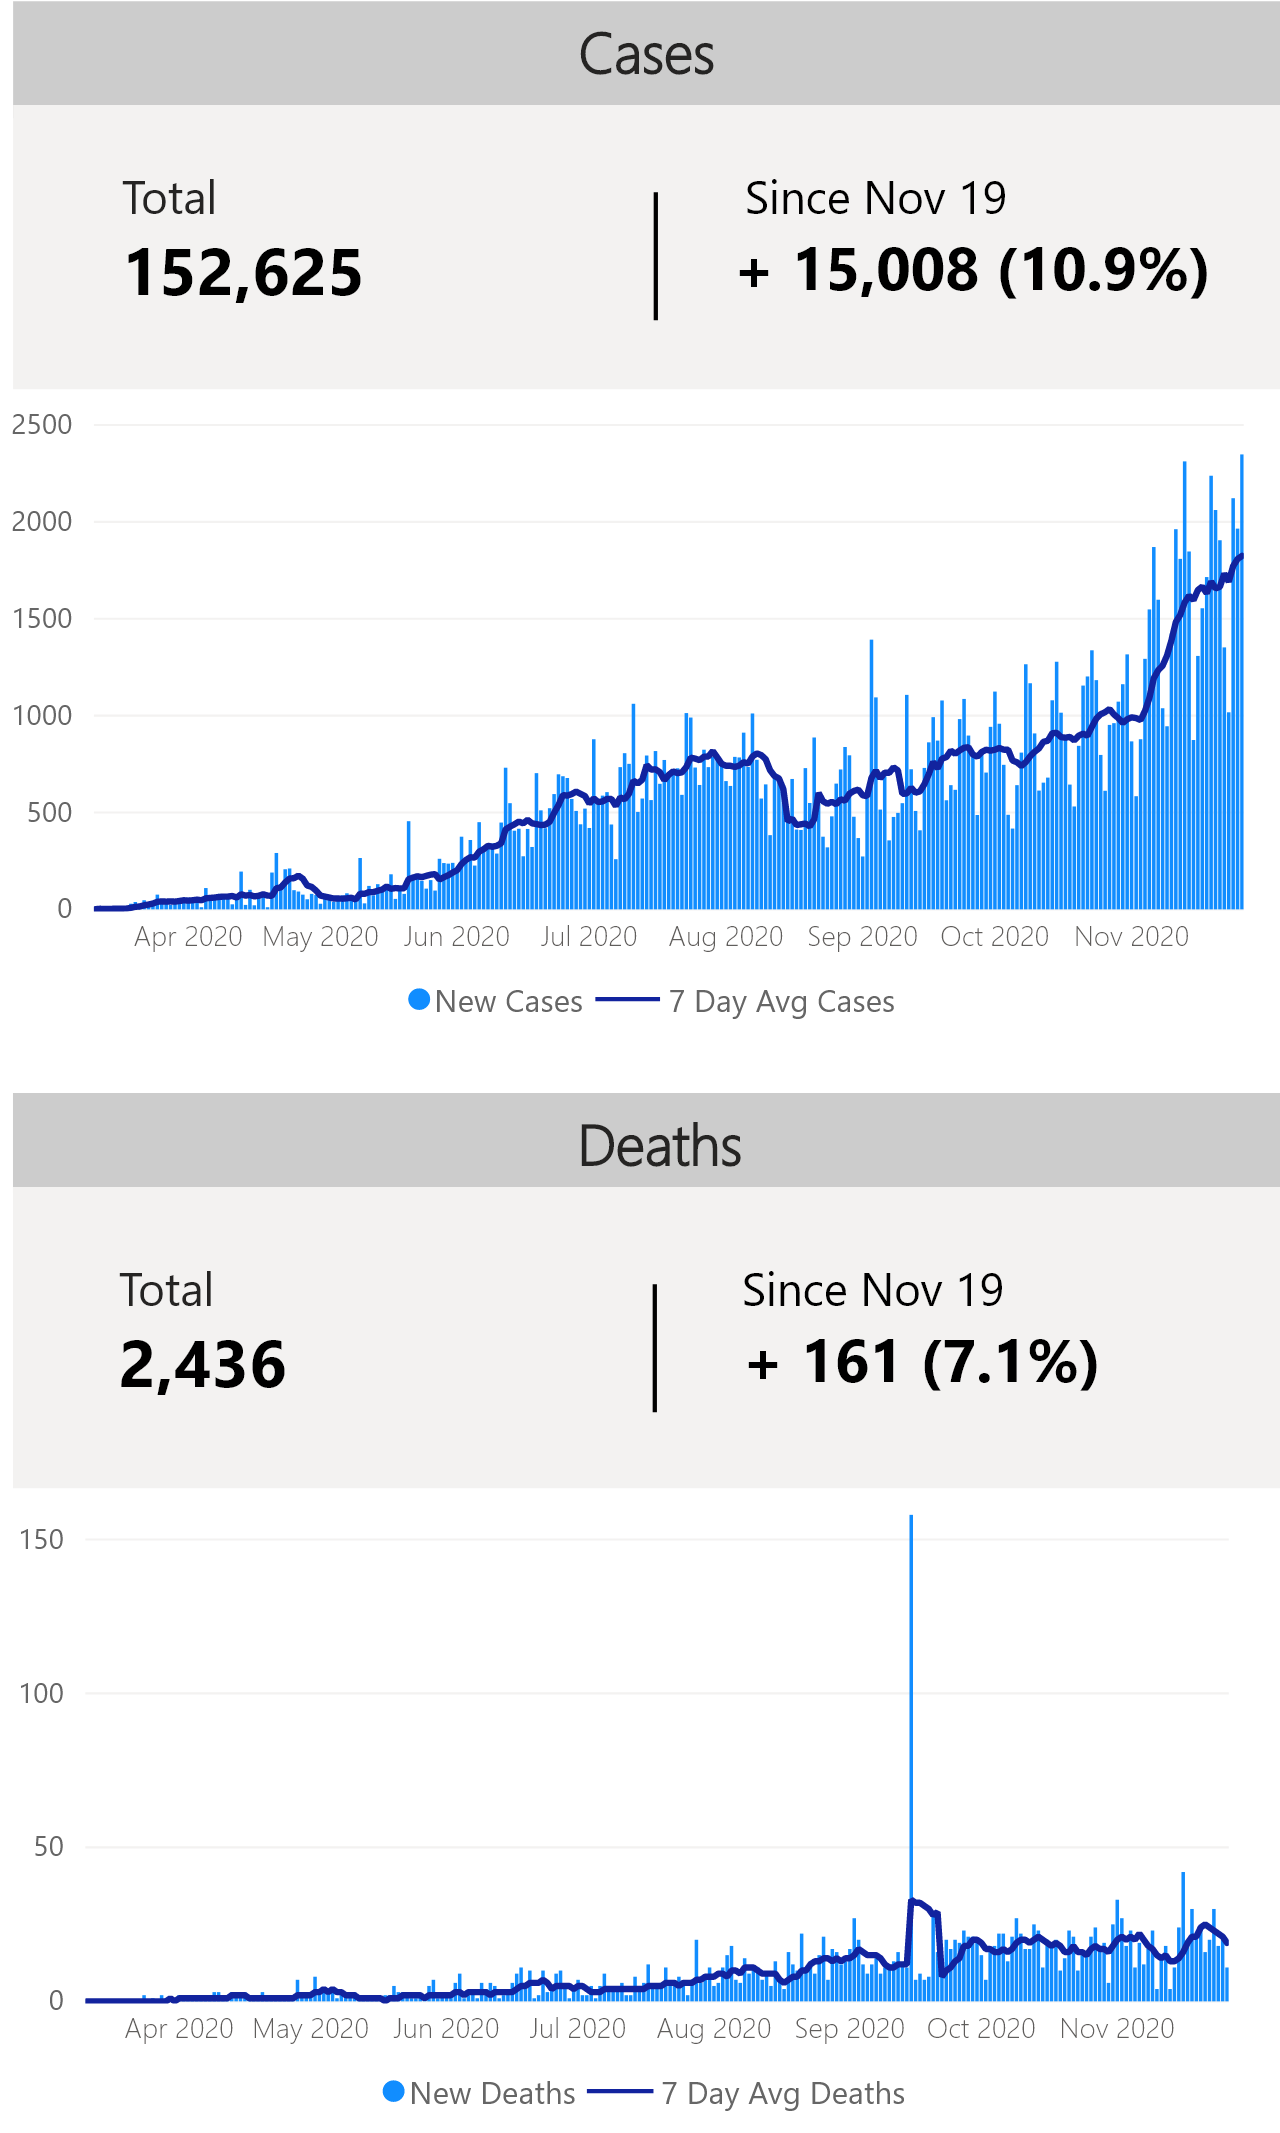 Cases
Total
Since Nov 19
152,625
+ 15,008 (10.9%)
2500
2000
1500
1000
500
0
Apr 2020 May 2020 Jun 2020 Jul 2020 Aug 2020 Sep 2020 Oct 2020 Nov 2020
New Cases 7 Day Avg Cases
Deaths
Total
Since Nov 19
2,436
+ 161 (7.1%)
150
100
50
0
Apr 2020 May 2020 Jun 2020 Jul 2020 Aug 2020 Sep 2020 Oct 2020 Nov 2020
New Deaths 7 Day Avg Deaths